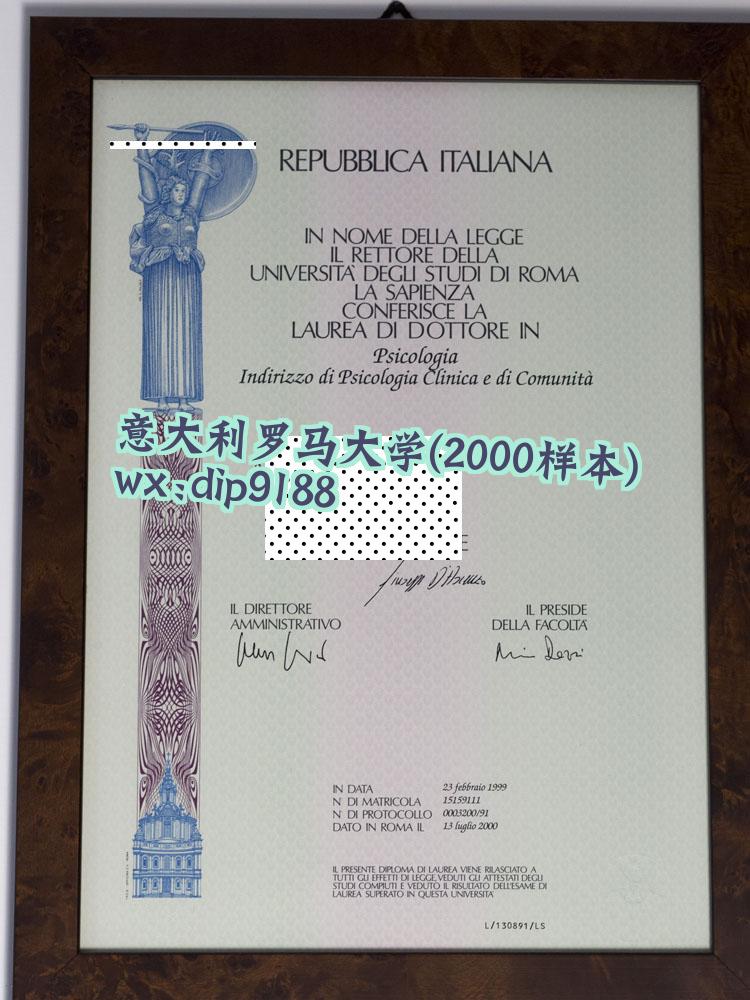 REPUBBLICA ITALIANA
IN NOME DELLA LEGGE
IL RETTORE DELLA
UNIVERSITA' DEGLI STUDI DI ROMA
LA SAPIENZA
CONFERISCE LA
LAUREA DI DOTTORE IN
Psicologia
Indirizzo di Psicologia Clinica e di Comunità
意大利罗马大学(2000样本)
wx:dip9188
IL DIRETTORE
AMMINISTRATIVO
IL PRESIDE
DELLA FACOLTA'
IN DATA 23 febbraio 1999
N DI MATRICOLA 15159111
N DI PROTOCOLLO 0003200/91
DATO IN ROMA IL 13 luglio 2000
IL PRESENTE DIPLOMA DI LAUREA VIENE RILASCIATO A
TUTTI GLI EFFETTI DI LEGGE, VEDUTI GLI ATTESTATI DEGLI
STUDI COMPIUTI E VEDUTO IL RISULTATO DELL'ESAME DI
LAUREA SUPERATO IN QUESTA UNIVERSITA'
L/130891/LS